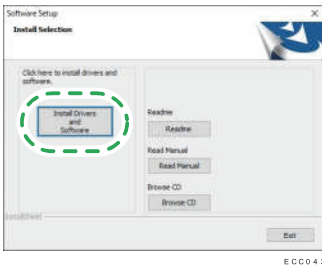 Software Setup
Install Selection
Click here to install drivers and
software.
Install Drivers
and
Software
Readme
Readme
Read Manual
Read Manual
Browse CD
Browse CD
InstallShield
Exit